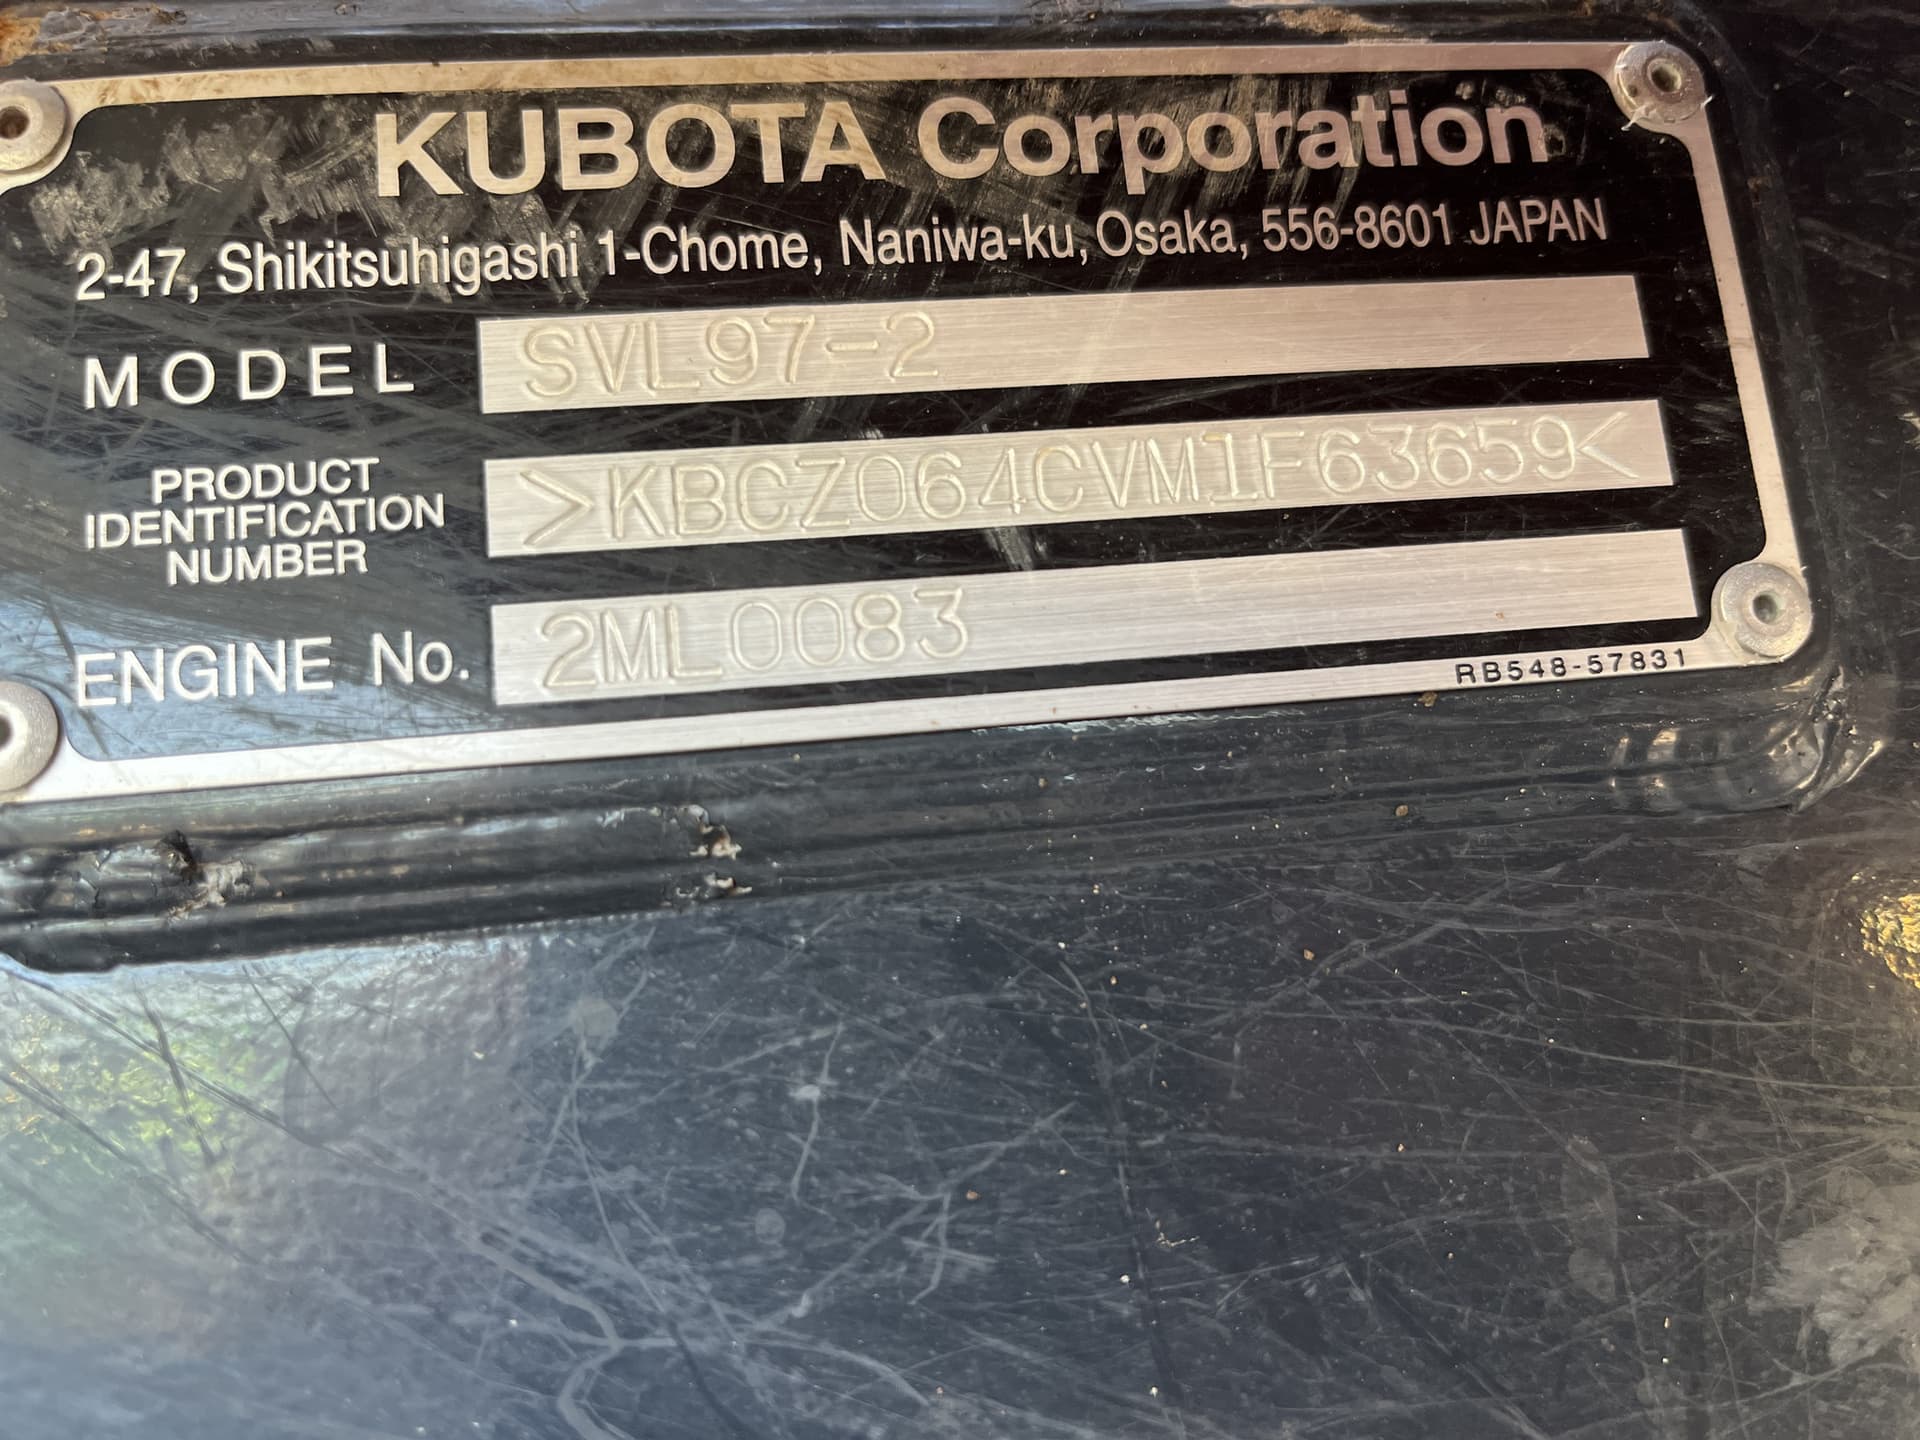 KUBOTA Corporation
2-47, Shikitsuhigashi 1-Chome, Naniwa-ku, Osaka, 556-8601 JAPAN
MODEL SVL97-2
PRODUCT
IDENTIFICATION
NUMBER
>KBCZ064CVM1F63659<
ENGINE No. 2ML0083
RB548-57831